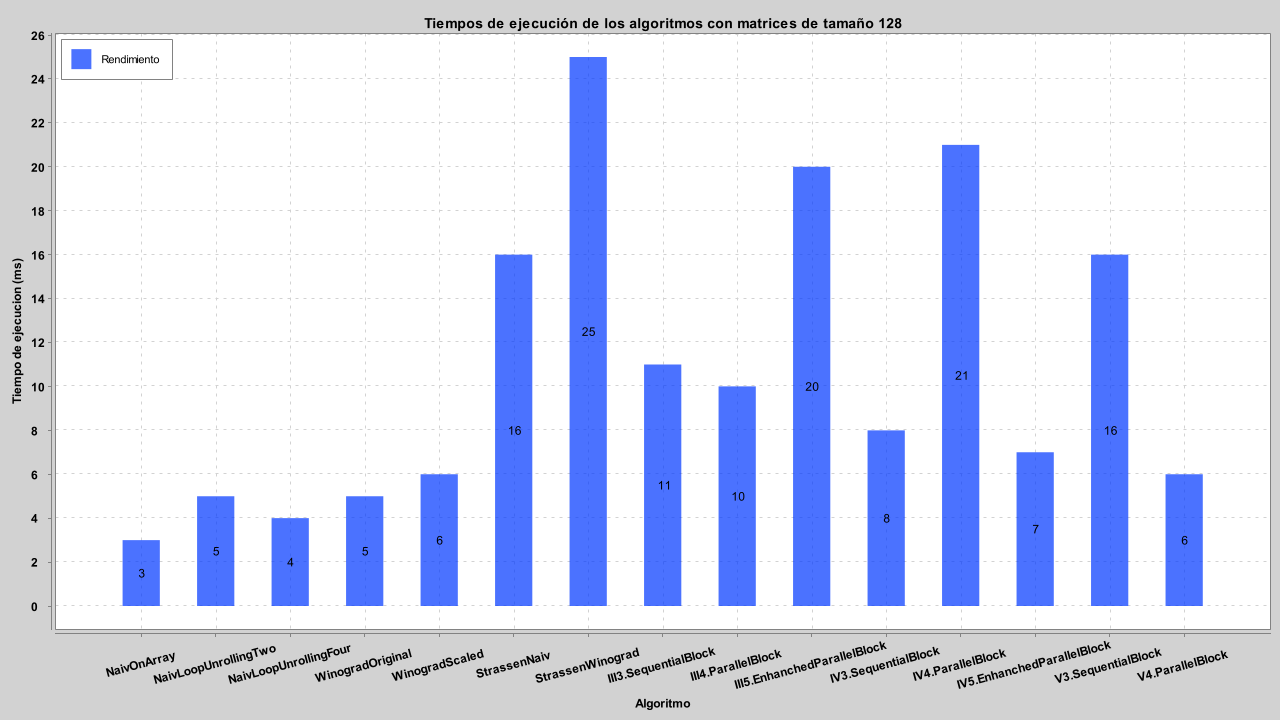 Tiempos de ejecución de los algoritmos con matrices de tamaño 128
Rendimiento
Tiempo de ejecucion (ms)
26
24
22
20
18
16
14
12
10
8
6
4
2
0
3
5
4
5
6
16
25
11
10
20
8
21
7
16
6
NaivOnArray
NaivLoopUnrollingTwo
NaivLoopUnrollingFour
WinogradOriginal
WinogradScaled
StrassenNaiv
StrassenWinograd
III3.SequentialBlock
III4.ParallelBlock
III5.EnhanchedParallelBlock
IV3.SequentialBlock
IV4.ParallelBlock
IV5.EnhanchedParallelBlock
V3.SequentialBlock
V4.ParallelBlock
Algoritmo